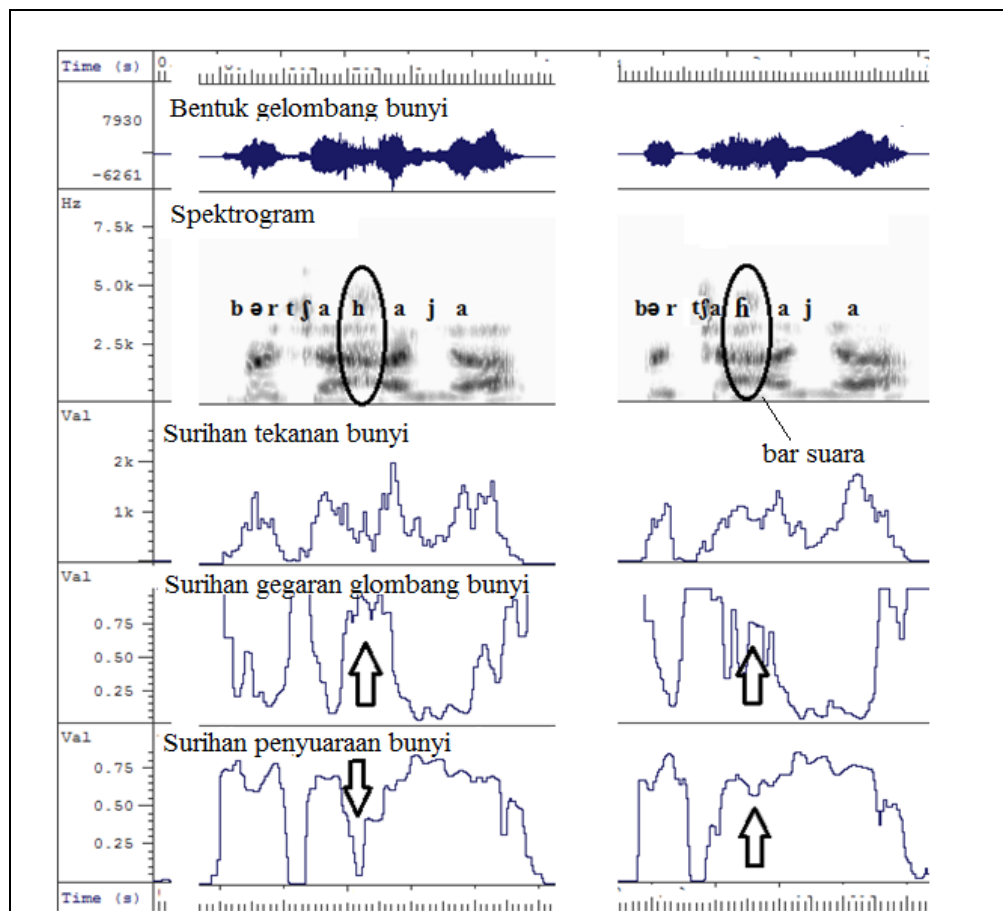 Time (s) 0.
Bentuk gelombang bunyi
7930
-6261
Hz
Spektrogram
7.5k
5.0k
b ə r t ʃ a h a j a
bə r tʃa ɦ a j a
2.5k
Val
Surihan tekanan bunyi
bar suara
2k
1k
Val
Surihan gegaran glombang bunyi
0.75
0.50
0.25
Val
Surihan penyuaraan bunyi
0.75
0.50
0.25
Time (s)